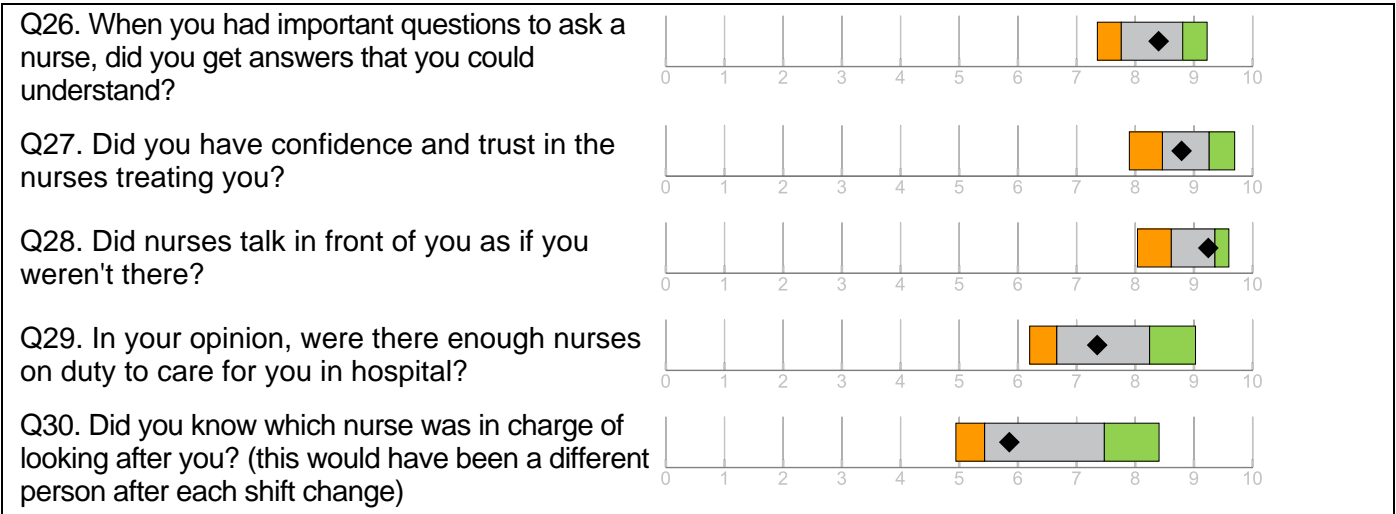 Q26. When you had important questions to ask a
nurse, did you get answers that you could
understand?
0 1 2 3 4 5 6 7 8 9 10
Q27. Did you have confidence and trust in the
nurses treating you?
0 1 2 3 4 5 6 7 8 9 10
Q28. Did nurses talk in front of you as if you
weren't there?
0 1 2 3 4 5 6 7 8 9 10
Q29. In your opinion, were there enough nurses
on duty to care for you in hospital?
0 1 2 3 4 5 6 7 8 9 10
Q30. Did you know which nurse was in charge of
looking after you? (this would have been a different
person after each shift change)
0 1 2 3 4 5 6 7 8 9 10